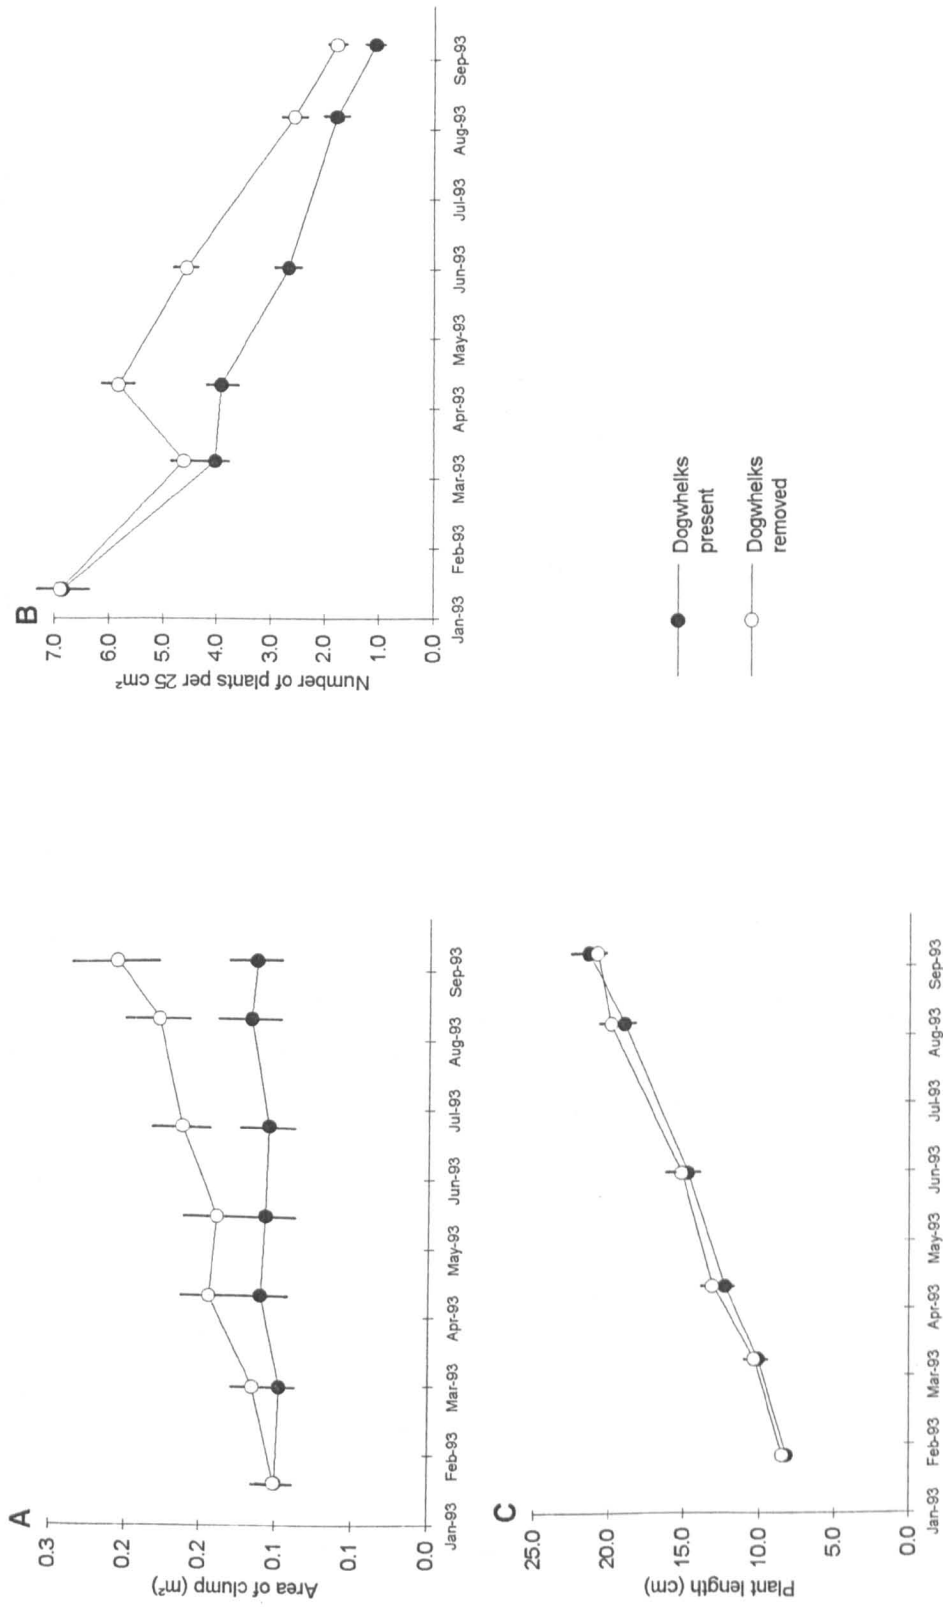 A
0.3
0.2
0.2
0.1
0.1
0.0
Area of clump (m²)
Jan-93 Feb-93 Mar-93 Apr-93 May-93 Jun-93 Jul-93 Aug-93 Sep-93
B
7.0
6.0
5.0
4.0
3.0
2.0
1.0
0.0
Number of plants per 25 cm²
Jan-93 Feb-93 Mar-93 Apr-93 May-93 Jun-93 Jul-93 Aug-93 Sep-93
C
25.0
20.0
15.0
10.0
0.0
Plant length (cm)
Jan-93 Feb-93 Mar-93 Apr-93 May-93 Jun-93 Jul-93 Aug-93 Sep-93
Dogwhelks
present
Dogwhelks
removed